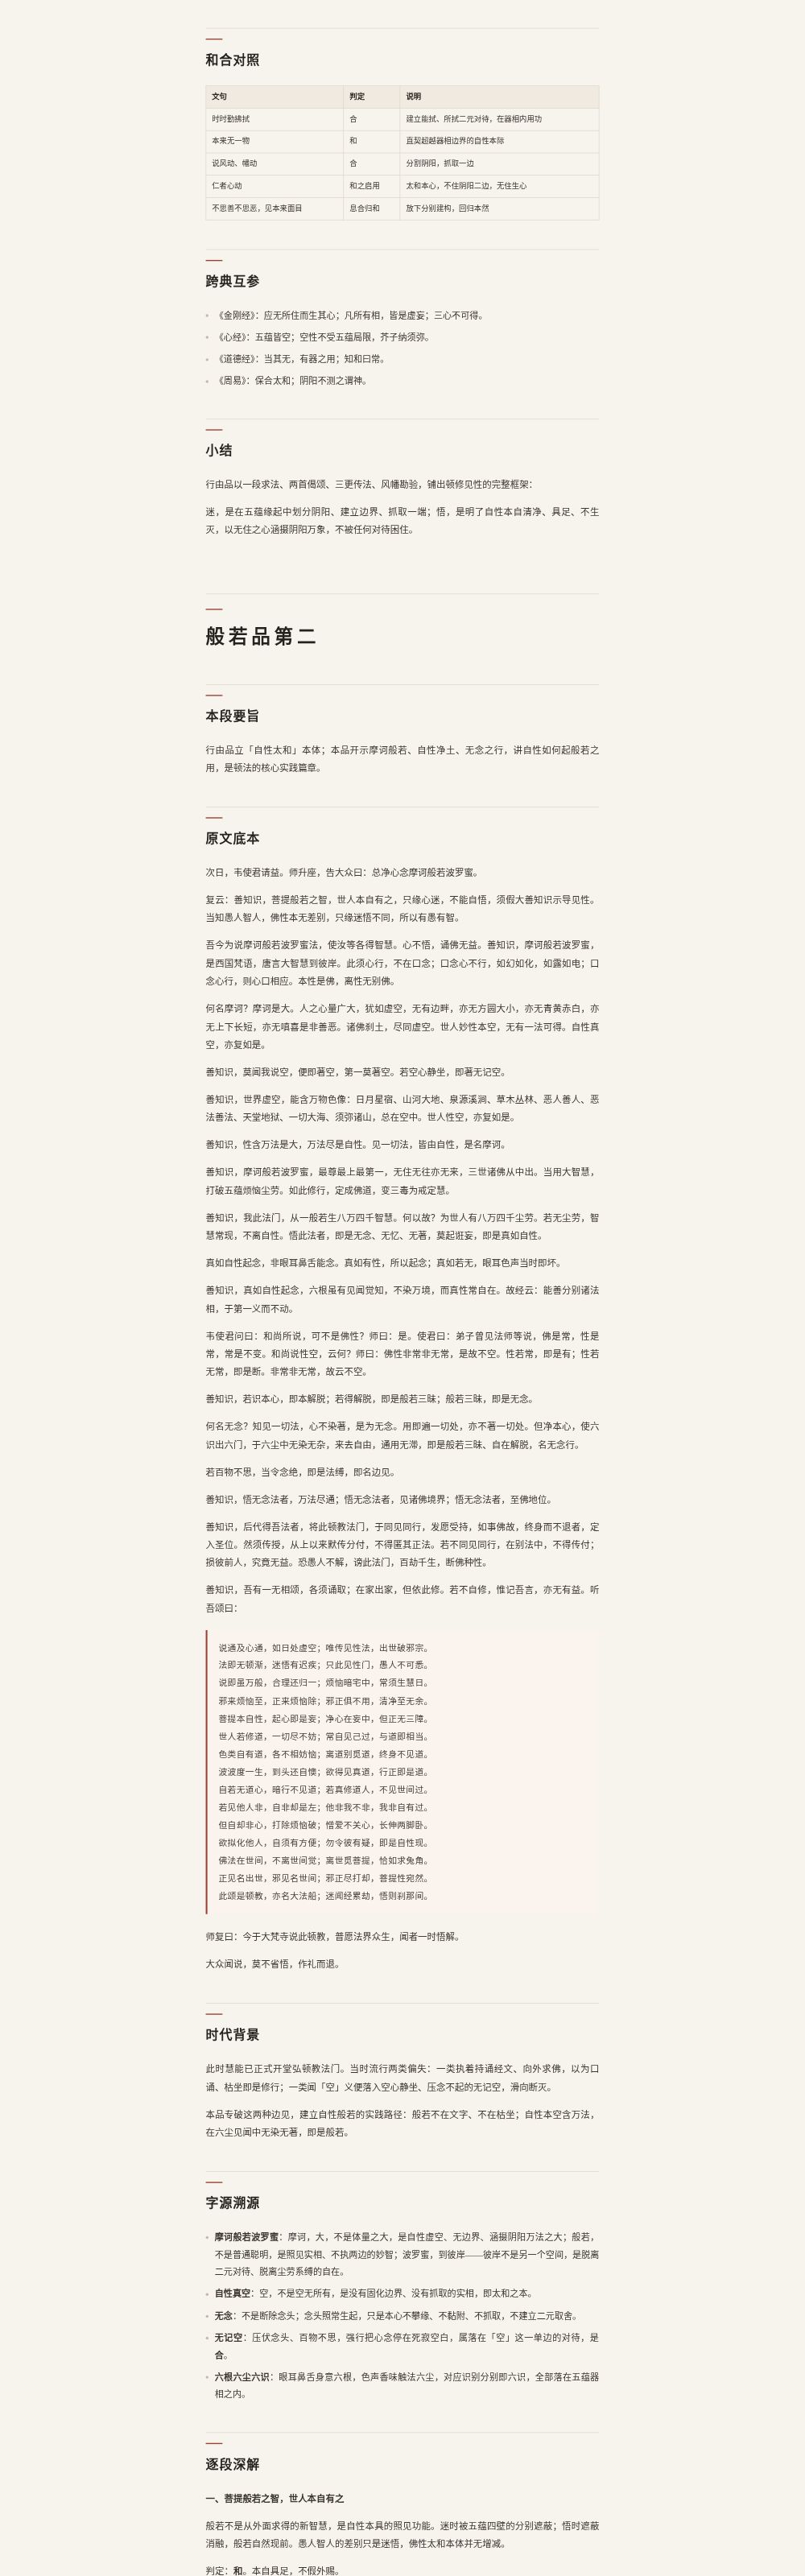 和合对照
文句 判定 说明
时时勤拂拭 合 建立能拭、所拭二元对待，在器相内用功
本来无一物 和 直契超越器相边界的自性本际
说风动、幡动 合 分割阴阳，抓取一边
仁者心动 和之启用 太和本心，不住阴阳二边，无住生心
不思善不思恶，见本来面目 息合归和 放下分别建构，回归本然
跨典互参
《金刚经》：应无所住而生其心；凡所有相，皆是虚妄；三心不可得。
《心经》：五蕴皆空；空性不受五蕴局限，芥子纳须弥。
《道德经》：当其无，有器之用；知和曰常。
《周易》：保合太和；阴阳不测之谓神。
小结
行由品以一段求法、两首偈颂、三更传法、风幡勘验，铺出顿修见性的完整框架：
迷，是在五蕴缘起中划分阴阳、建立边界、抓取一端；悟，是明了自性本自清净、具足、不生
灭，以无住之心涵摄阴阳万象，不被任何对待困住。
般若品第二
本段要旨
行由品立「自性太和」本体；本品开示摩诃般若、自性净土、无念之行，讲自性如何起般若之
用，是顿法的核心实践篇章。
原文底本
次日，韦使君请益。师升座，告大众曰：总净心念摩诃般若波罗蜜。
复云：善知识，菩提般若之智，世人本自有之，只缘心迷，不能自悟，须假大善知识示导见性。
当知愚人智人，佛性本无差别，只缘迷悟不同，所以有愚有智。
吾今为说摩诃般若波罗蜜法，使汝等各得智慧。心不悟，诵佛无益。善知识，摩诃般若波罗蜜，
是西国梵语，唐言大智慧到彼岸。此须心行，不在口念；口念心不行，如幻如化，如露如电；口
念心行，则心口相应。本性是佛，离性无别佛。
何名摩诃？摩诃是大。人之心量广大，犹如虚空，无有边畔，亦无方圆大小，亦无青黄赤白，亦
无上下长短，亦无嗔喜是非善恶。诸佛刹土，尽同虚空。世人妙性本空，无有一法可得。自性真
空，亦复如是。
善知识，莫闻我说空，便即著空，第一莫著空。若空心静坐，即著无记空。
善知识，世界虚空，能含万物色像：日月星宿、山河大地、泉源溪涧、草木丛林、恶人善人、恶
法善法、天堂地狱、一切大海、须弥诸山，总在空中。世人性空，亦复如是。
善知识，性含万法是大，万法尽是自性。见一切法，皆由自性，是名摩诃。
善知识，摩诃般若波罗蜜，最尊最上最第一，无住无往亦无来，三世诸佛从中出。当用大智慧，
打破五蕴烦恼尘劳。如此修行，定成佛道，变三毒为戒定慧。
善知识，我此法门，从一般若生八万四千智慧。何以故？为世人有八万四千尘劳。若无尘劳，智
慧常现，不离自性。悟此法者，即是无念、无忆、无著，莫起诳妄，即是真如自性。
真如自性起念，非眼耳鼻舌能念。真如有性，所以起念；真如若无，眼耳色声当时即坏。
善知识，真如自性起念，六根虽有见闻觉知，不染万境，而真性常自在。故经云：能善分别诸法
相，于第一义而不动。
韦使君问曰：和尚所说，可不是佛性？师曰：是。使君曰：弟子曾见法师等说，佛是常，性是
常，常是不变。和尚说性空，云何？师曰：佛性非常非无常，是故不空。性若常，即是有；性若
无常，即是断。非常非无常，故云不空。
善知识，若识本心，即本解脱；若得解脱，即是般若三昧；般若三昧，即是无念。
何名无念？知见一切法，心不染著，是为无念。用即遍一切处，亦不著一切处。但净本心，使六
识出六门，于六尘中无染无杂，来去自由，通用无滞，即是般若三昧、自在解脱，名无念行。
若百物不思，当令念绝，即是法缚，即名边见。
善知识，悟无念法者，万法尽通；悟无念法者，见诸佛境界；悟无念法者，至佛地位。
善知识，后代得吾法者，将此顿教法门，于同见同行，发愿受持，如事佛故，终身而不退者，定
入圣位。然须传授，从上以来默传分付，不得匿其正法。若不同见同行，在别法中，不得传付；
损彼前人，究竟无益。恐愚人不解，谤此法门，百劫千生，断佛种性。
善知识，吾有一无相颂，各须诵取；在家出家，但依此修。若不自修，惟记吾言，亦无有益。听
吾颂曰：
说通及心通，如日处虚空；唯传见性法，出世破邪宗。
法即无顿渐，迷悟有迟疾；只此见性门，愚人不可悉。
说即虽万般，合理还归一；烦恼暗宅中，常须生慧日。
邪来烦恼至，正来烦恼除；邪正俱不用，清净至无余。
菩提本自性，起心即是妄；净心在妄中，但正无三障。
世人若修道，一切尽不妨；常自见己过，与道即相当。
色类自有道，各不相妨恼；离道别觅道，终身不见道。
波波度一生，到头还自懊；欲得见真道，行正即是道。
自若无道心，暗行不见道；若真修道人，不见世间过。
若见他人非，自非却是左；他非我不非，我非自有过。
但自却非心，打除烦恼破；憎爱不关心，长伸两脚卧。
欲拟化他人，自须有方便；勿令彼有疑，即是自性现。
佛法在世间，不离世间觉；离世觅菩提，恰如求兔角。
正见名出世，邪见名世间；邪正尽打却，菩提性宛然。
此颂是顿教，亦名大法船；迷闻经累劫，悟则刹那间。
师复曰：今于大梵寺说此顿教，普愿法界众生，闻者一时悟解。
大众闻说，莫不省悟，作礼而退。
时代背景
此时慧能已正式开堂弘顿教法门。当时流行两类偏失：一类执着持诵经文、向外求佛，以为口
诵、枯坐即是修行；一类闻「空」义便落入空心静坐、压念不起的无记空，滑向断灭。
本品专破这两种边见，建立自性般若的实践路径：般若不在文字、不在枯坐；自性本空含万法，
在六尘见闻中无染无著，即是般若。
字源溯源
摩诃般若波罗蜜：摩诃，大，不是体量之大，是自性虚空、无边界、涵摄阴阳万法之大；般若，
不是普通聪明，是照见实相、不执两边的妙智；波罗蜜，到彼岸——彼岸不是另一个空间，是脱离
二元对待、脱离尘劳系缚的自在。
自性真空：空，不是空无所有，是没有固化边界、没有抓取的实相，即太和之本。
无念：不是断除念头；念头照常生起，只是本心不攀缘、不黏附、不抓取，不建立二元取舍。
无记空：压伏念头、百物不思，强行把心念停在死寂空白，属落在「空」这一单边的对待，是
合。
六根六尘六识：眼耳鼻舌身意六根，色声香味触法六尘，对应识别分别即六识，全部落在五蕴器
相之内。
逐段深解
一、菩提般若之智，世人本自有之
般若不是从外面求得的新智慧，是自性本具的照见功能。迷时被五蕴四壁的分别遮蔽；悟时遮蔽
消融，般若自然现前。愚人智人的差别只是迷悟，佛性太和本体并无增减。
判定：和。本自具足，不假外赐。